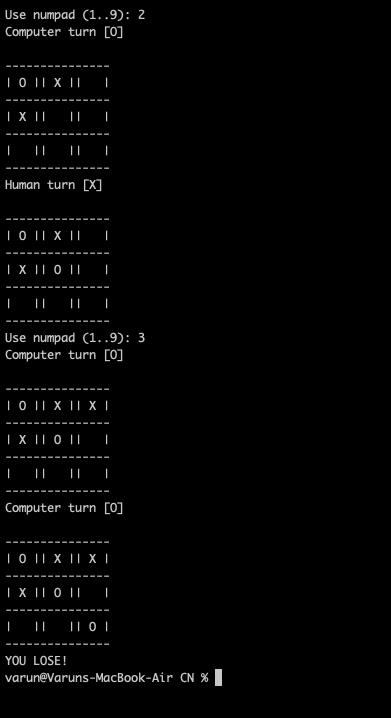 Use numpad (1..9): 2
Computer turn [O]

---------------
| O || X ||   |
---------------
| X ||   ||   |
---------------
|   ||   ||   |
---------------
Human turn [X]

---------------
| O || X ||   |
---------------
| X || O ||   |
---------------
|   ||   ||   |
---------------
Use numpad (1..9): 3
Computer turn [O]

---------------
| O || X || X |
---------------
| X || O ||   |
---------------
|   ||   ||   |
---------------
Computer turn [O]

---------------
| O || X || X |
---------------
| X || O ||   |
---------------
|   ||   || O |
---------------
YOU LOSE!
varun@Varuns-MacBook-Air CN %